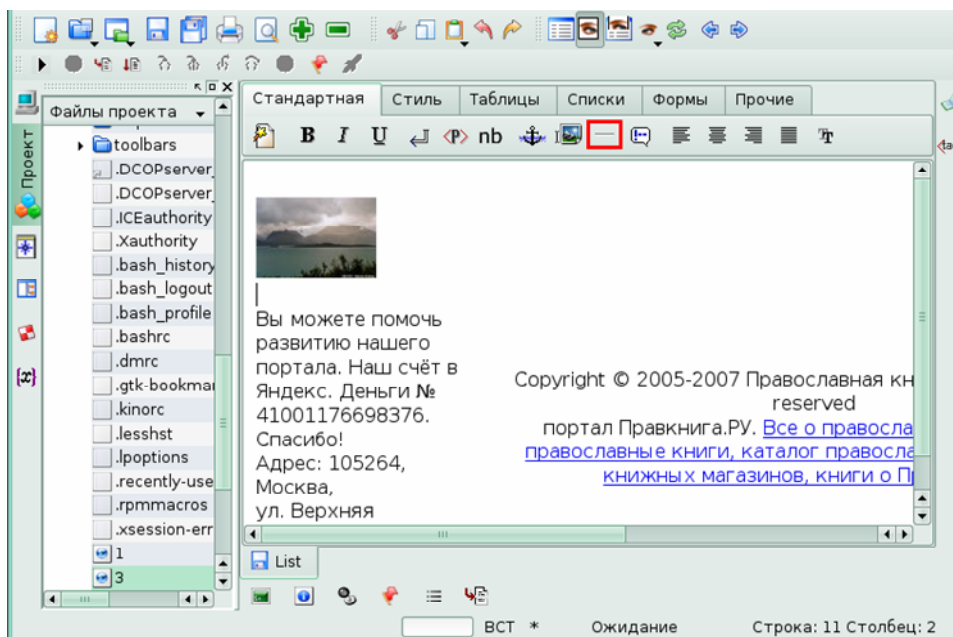 Стандартная Стиль Таблицы Списки Формы Прочие
Файлы проекта
B I U <P> nb
Проект
toolbars
.DCOPserver_
.DCOPserver_
.ICEauthority
.Xauthority
.bash_history
.bash_logout
.bash_profile
.bashrc
.dmrc
.gtk-bookmar
.kinorc
.lesshst
.lpoptions
.recently-use
.rpmmacros
.xsession-err
1
3
{x}
Вы можете помочь
развитию нашего
портала. Наш счёт в
Яндекс. Деньги №
41001176698376.
Спасибо!
Адрес: 105264,
Москва,
ул. Верхняя
Copyright © 2005-2007 Православная кн
reserved
портал Правкнига.РУ. Все о правосла
православные книги, каталог правосла
книжных магазинов, книги о П
List
ВСТ * Ожидание Строка: 11 Столбец: 2